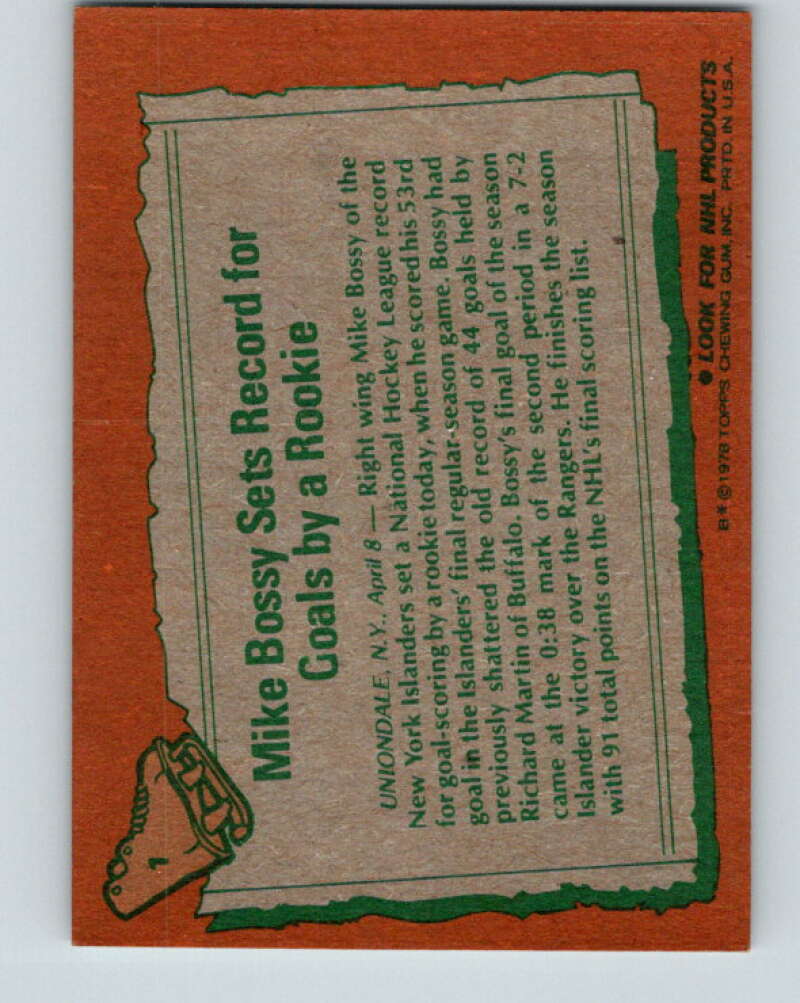 1
Mike Bossy Sets Record for
Goals by a Rookie
UNIONDALE, N.Y., April 8 — Right wing Mike Bossy of the
New York Islanders set a National Hockey League record
for goal-scoring by a rookie today, when he scored his 53rd
goal in the Islanders' final regular-season game. Bossy had
previously shattered the old record of 44 goals held by
Richard Martin of Buffalo. Bossy's final goal of the season
came at the 0:38 mark of the second period in a 7-2
Islander victory over the Rangers. He finishes the season
with 91 total points on the NHL's final scoring list.
● LOOK FOR NHL PRODUCTS
B* © 1978 TOPPS CHEWING GUM, INC. PRTD. IN U.S.A.